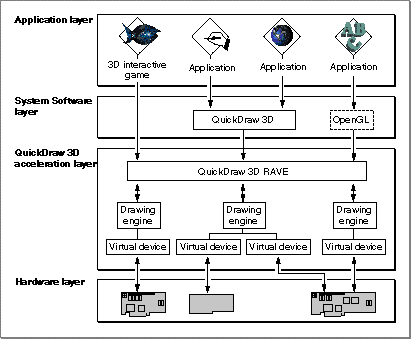 Application layer
3D interactive
game
Application
Application
Application
System Software
layer
QuickDraw 3D
OpenGL
QuickDraw 3D
acceleration layer
QuickDraw 3D RAVE
Drawing
engine
Drawing
engine
Drawing
engine
Virtual device
Virtual device
Virtual device
Virtual device
Hardware layer